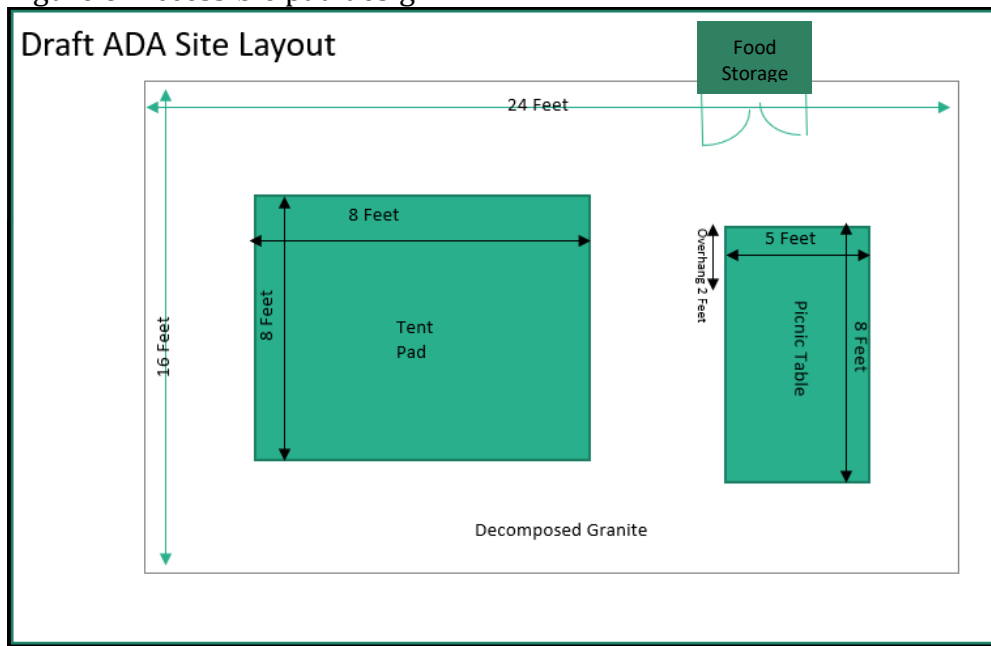 Draft ADA Site Layout
Food
Storage
24 Feet
8 Feet
5 Feet
Overhang 2 Feet
8 Feet
16 Feet
Tent
Pad
Picnic Table
8 Feet
Decomposed Granite